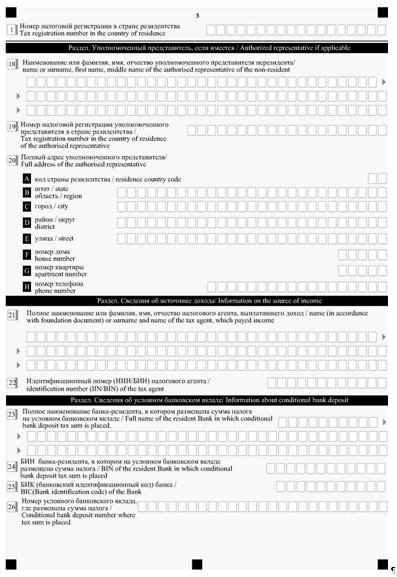 3
1 Номер налоговой регистрации в стране резидентства
Tax registration number in the country of residence
Раздел. Уполномоченный представитель, если имеется / Authorized representative if applicable
18 Наименование или фамилия, имя, отчество уполномоченного представителя нерезидента/
name or surname, first name, middle name of the authorised representative of the non-resident
19 Номер налоговой регистрации уполномоченного
представителя в стране резидентства /
Tax registration number in the country of residence
of the authorised representative
20 Полный адрес уполномоченного представителя/
Full address of the authorised representative
A код страны резидентства / residence country code
B штат / state
область / region
C город / city
D район / округ
district
E улица / street
F номер дома
house number
G номер квартиры
apartment number
H номер телефона
phone number
Раздел. Сведения об источнике дохода/ Information on the source of income
21 Полное наименование или фамилия, имя, отчество налогового агента, выплатившего доход / name (in accordance
with foundation document) or surname and name of the tax agent, which payed income
22 Идентификационный номер (ИИН/БИН) налогового агента /
identification number (IIN/BIN) of the tax agent
Раздел. Сведения об условном банковском вкладе/ Information about conditional bank deposit
23 Полное наименование банка-резидента, в котором размещена сумма налога
на условном банковском вкладе / Full name of the resident Bank in which conditional
bank deposit tax sum is placed.
24 БИН банка-резидента, в котором на условном банковском вкладе
размещена сумма налога / BIN of the resident Bank in which conditional
bank deposit tax sum is placed
25 БИК (банковский идентификационный код) банка /
BIC(Bank identification code) of the Bank
26 Номер условного банковского вклада,
где размещена сумма налога /
Conditional bank deposit number where
tax sum is placed